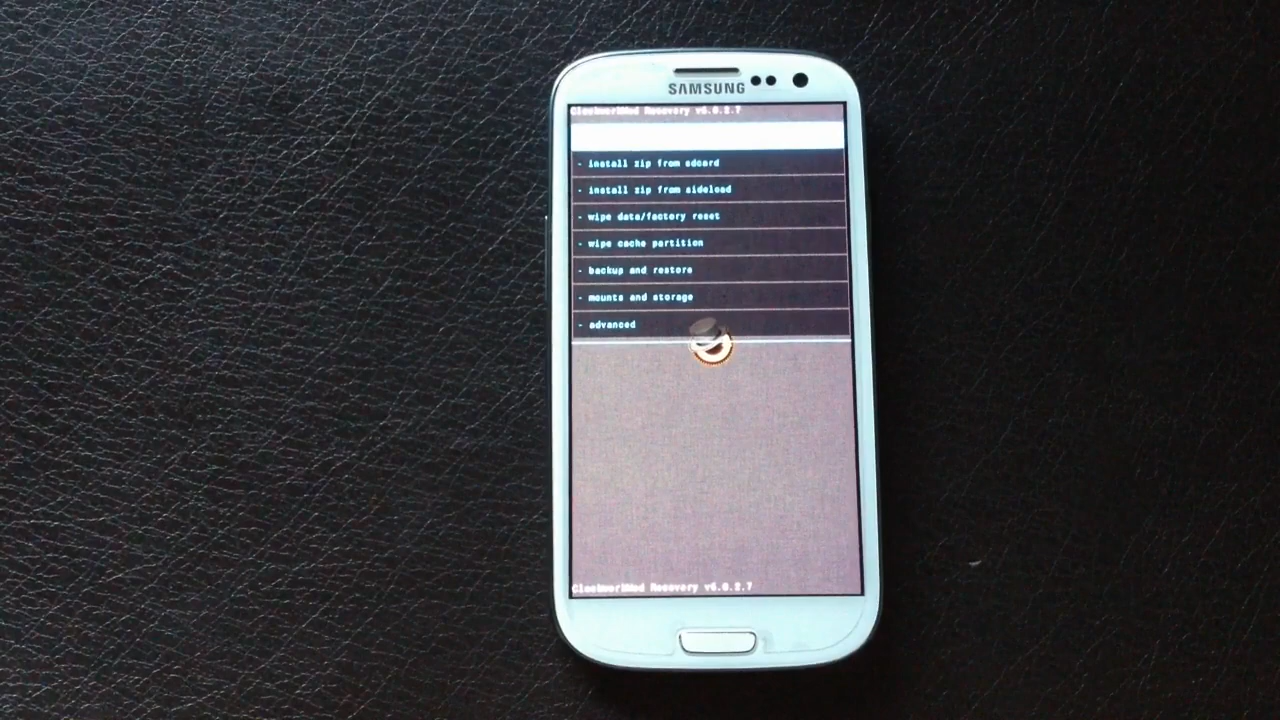 SAMSUNG
ClockworkMod Recovery v6.0.2.7
- install zip from sdcard
- install zip from sideload
- wipe data/factory reset
- wipe cache partition
- backup and restore
- mounts and storage
- advanced
ClockworkMod Recovery v6.0.2.7